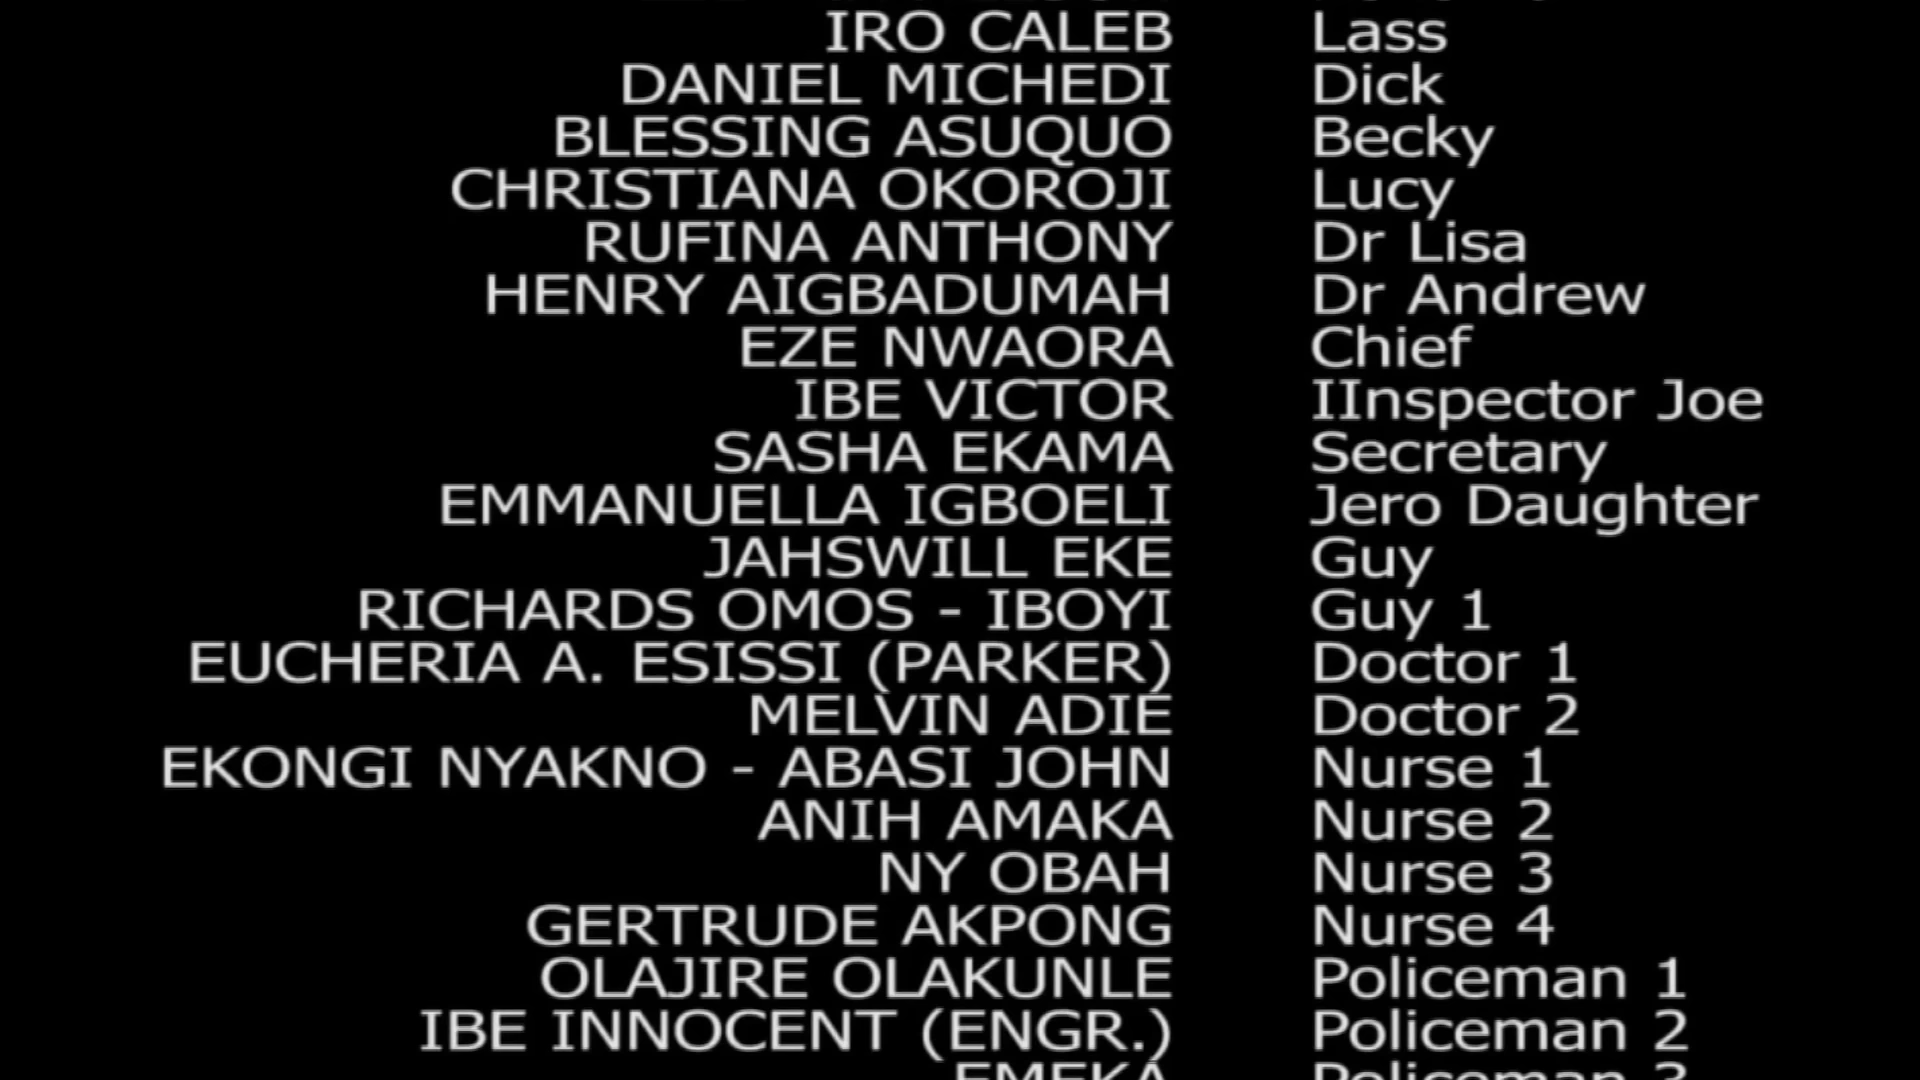 IRO CALEB Lass
DANIEL MICHEDI Dick
BLESSING ASUQUO Becky
CHRISTIANA OKOROJI Lucy
RUFINA ANTHONY Dr Lisa
HENRY AIGBADUMAH Dr Andrew
EZE NWAORA Chief
IBE VICTOR IInspector Joe
SASHA EKAMA Secretary
EMMANUELLA IGBOELI Jero Daughter
JAHSWILL EKE Guy
RICHARDS OMOS - IBOYI Guy 1
EUCHERIA A. ESISSI (PARKER) Doctor 1
MELVIN ADIE Doctor 2
EKONGI NYAKNO - ABASI JOHN Nurse 1
ANIH AMAKA Nurse 2
NY OBAH Nurse 3
GERTRUDE AKPONG Nurse 4
OLAJIRE OLAKUNLE Policeman 1
IBE INNOCENT (ENGR.) Policeman 2
EMEKA Policeman 3